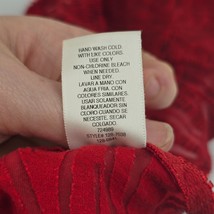 HAND WASH COLD.
WITH LIKE COLORS.
USE ONLY
NON-CHLORINE BLEACH
WHEN NEEDED.
LINE DRY.
LAVAR A MANO CON
AGUA FRIA. CON
COLORES SIMILARES.
USAR SOLAMENTE
BLANQUEADOR SIN
CLORO CUANDO SE
NECESITE. SECAR
COLGADO.
STYLE#